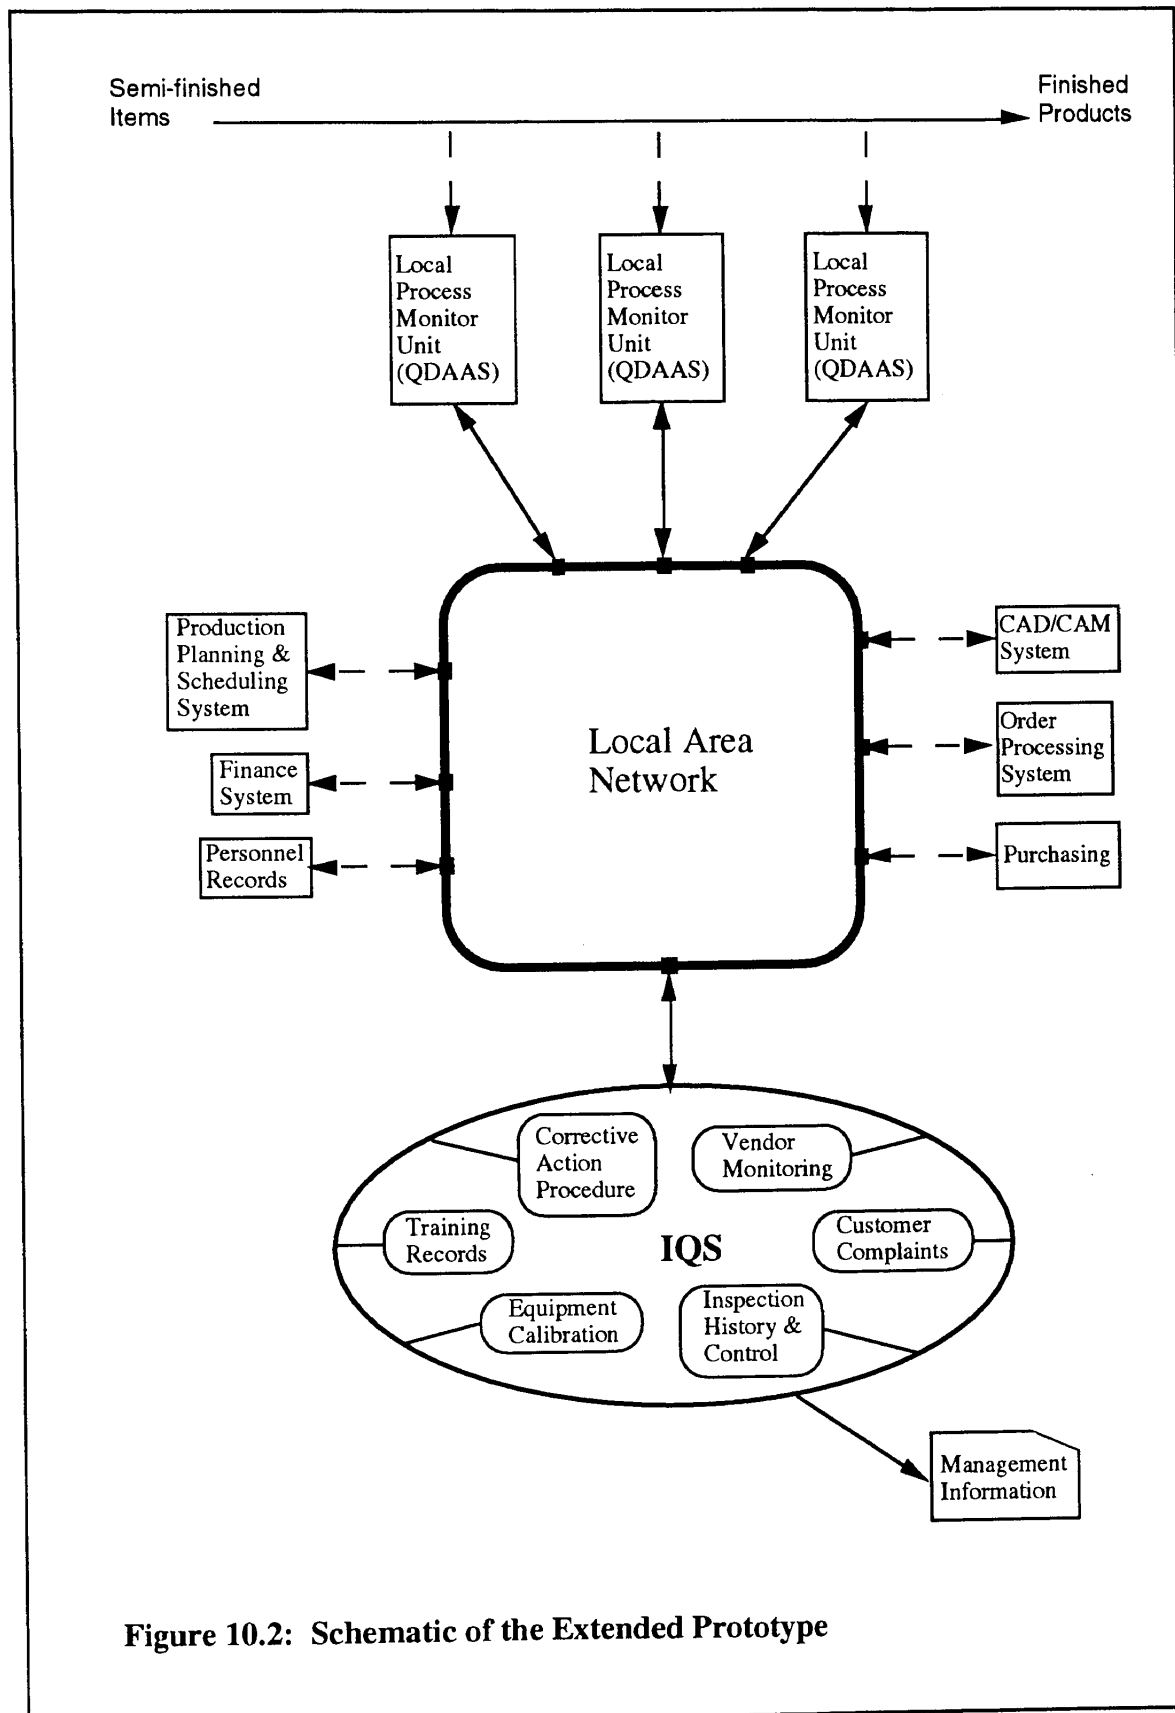 Semi-finished
Items
Finished
Products
Local
Process
Monitor
Unit
(QDAAS)
Local
Process
Monitor
Unit
(QDAAS)
Local
Process
Monitor
Unit
(QDAAS)
Production
Planning &
Scheduling
System
Finance
System
Personnel
Records
Local Area
Network
CAD/CAM
System
Order
Processing
System
Purchasing
Corrective
Action
Procedure
Vendor
Monitoring
Training
Records
IQS
Customer
Complaints
Equipment
Calibration
Inspection
History &
Control
Management
Information
Figure 10.2: Schematic of the Extended Prototype